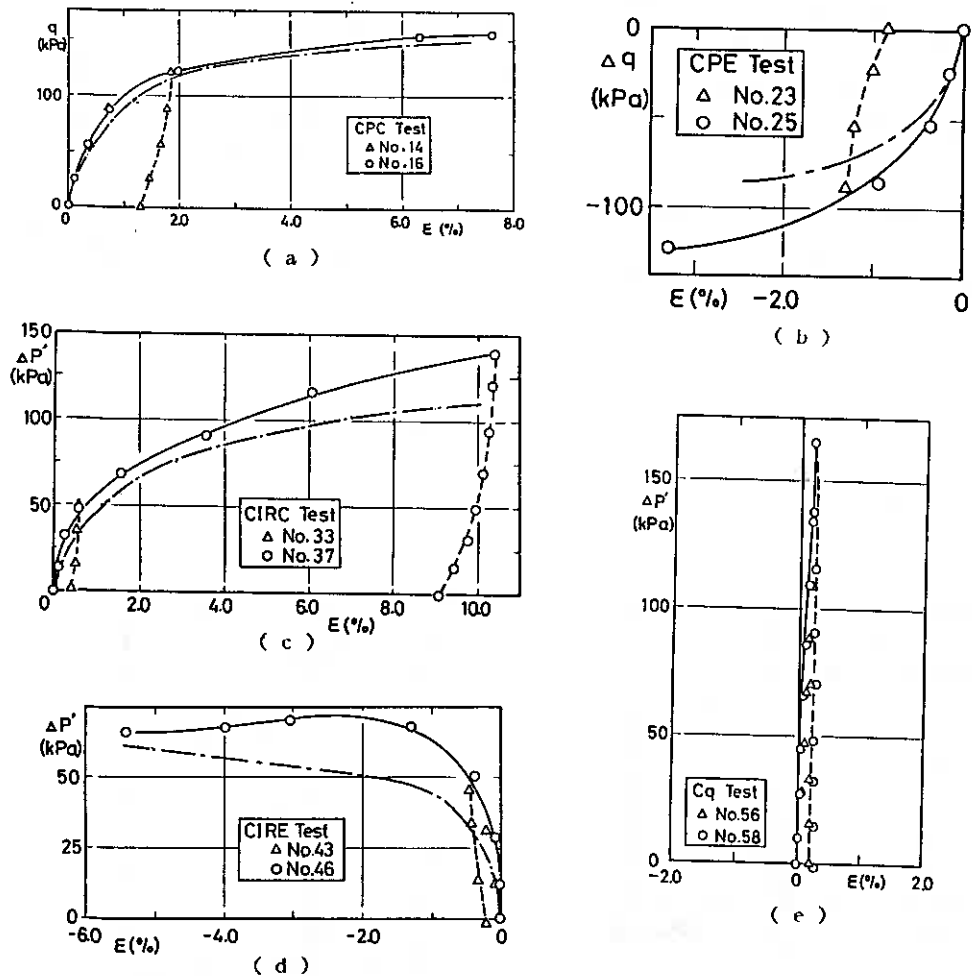 q
(kPa)
100
0
CPC Test
△ No.14
○ No.16
0
2.0
4.0
6.0
8.0
E (%)
( a )
0
Δq
(kPa)
-100
CPE Test
△ No.23
○ No.25
E (%)
-2.0
0
( b )
150
ΔP'
(kPa)
100
50
0
CIRC Test
△ No.33
○ No.37
0
2.0
4.0
6.0
8.0
10.0
E (%)
( c )
ΔP'
(kPa)
50
25
0
CIRE Test
△ No.43
○ No.46
-6.0
-4.0
-2.0
0
E (%)
( d )
150
ΔP'
(kPa)
100
50
0
Cq Test
△ No.56
○ No.58
-2.0
0
E (%)
2.0
( e )